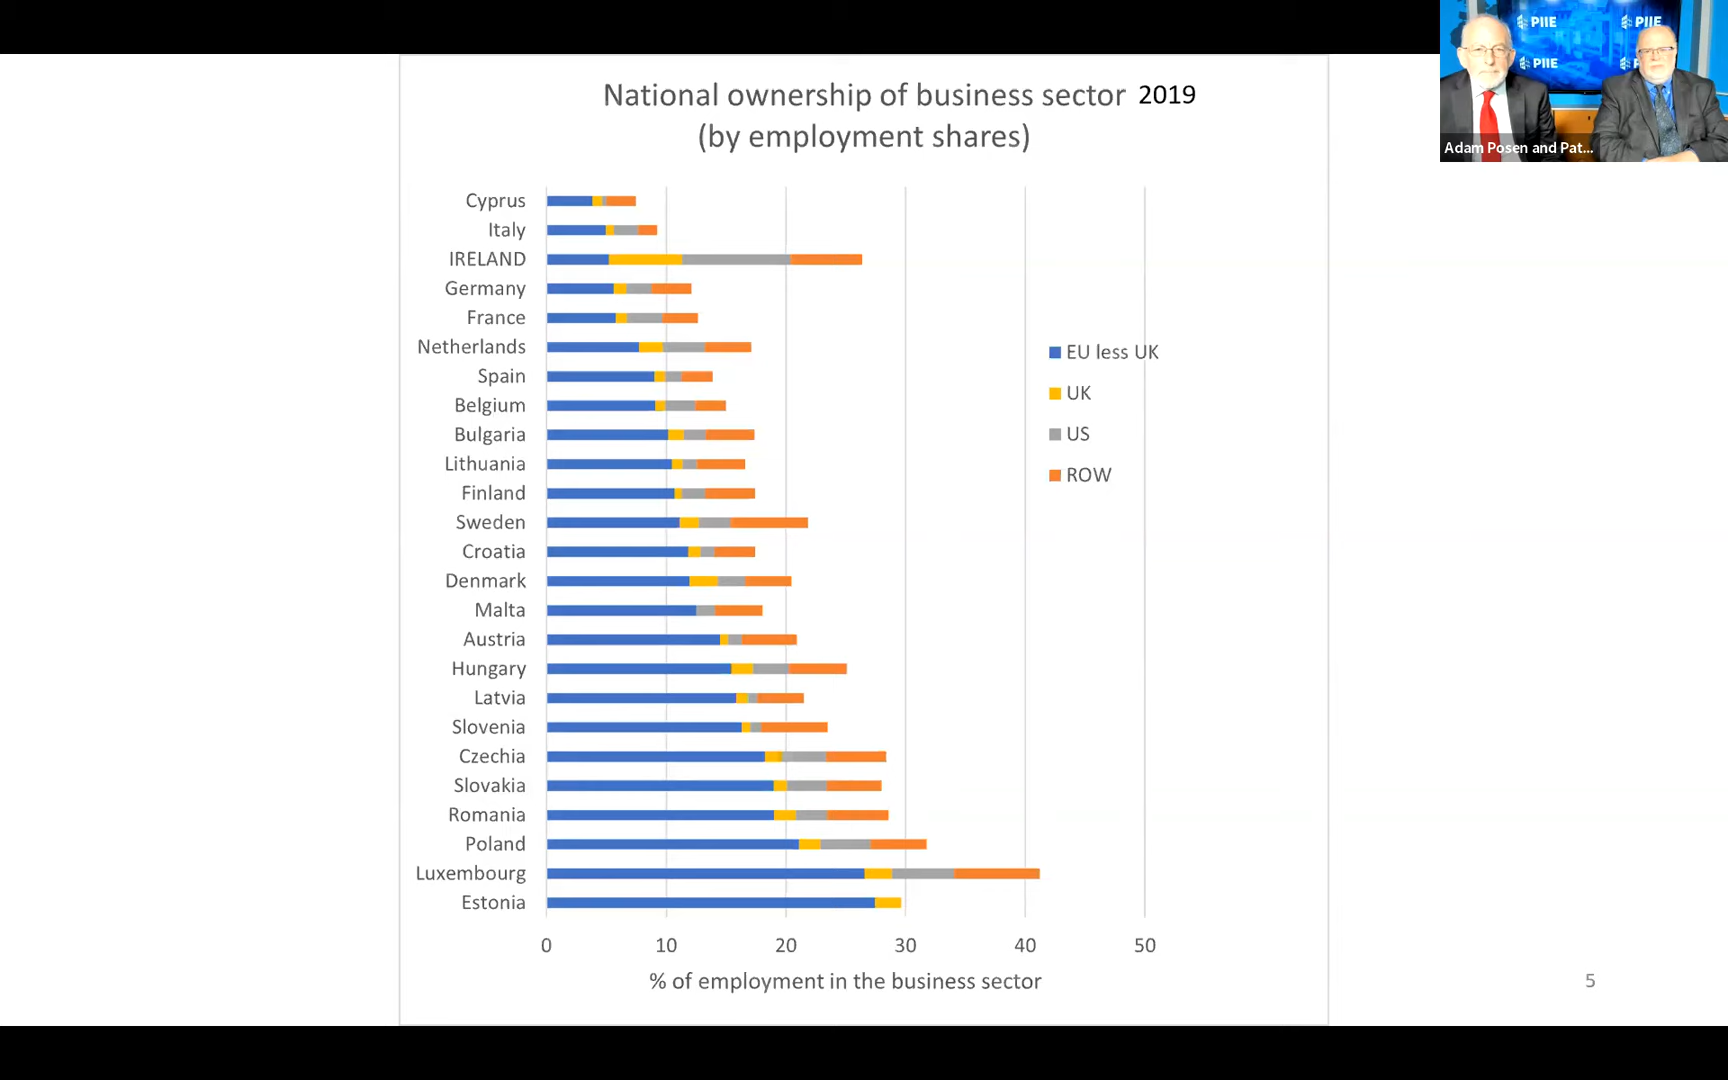 National ownership of business sector 2019
(by employment shares)
Cyprus
Italy
IRELAND
Germany
France
Netherlands
Spain
Belgium
Bulgaria
Lithuania
Finland
Sweden
Croatia
Denmark
Malta
Austria
Hungary
Latvia
Slovenia
Czechia
Slovakia
Romania
Poland
Luxembourg
Estonia
0 10 20 30 40 50
% of employment in the business sector
EU less UK
UK
US
ROW
5
PIIE PIIE
PIIE
Adam Posen and Pat...